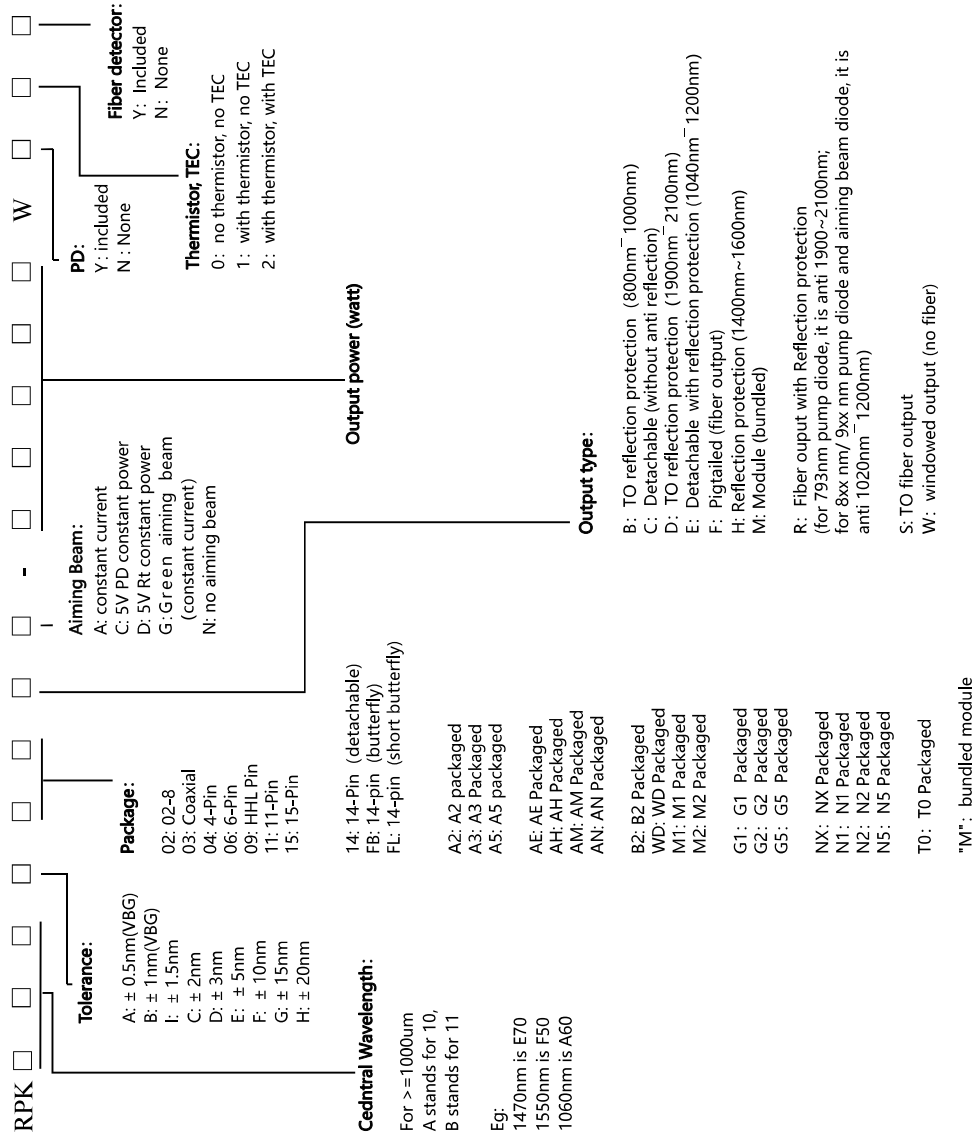 RPK □ □ □ □ □ □ □ □ - □ □ □ □ □ W □ □ □
Cedntral Wavelength:
For >=1000um
A stands for 10,
B stands for 11
Eg:
1470nm is E70
1550nm is F50
1060nm is A60
Tolerance:
A: ± 0.5nm(VBG)
B: ± 1nm(VBG)
I: ± 1.5nm
C: ± 2nm
D: ± 3nm
E: ± 5nm
F: ± 10nm
G: ± 15nm
H: ± 20nm
Package:
02: 02-8
03: Coaxial
04: 4-Pin
06: 6-Pin
09: HHL Pin
11: 11-Pin
15: 15-Pin
14: 14-Pin (detachable)
FB: 14-pin (butterfly)
FL: 14-pin (short butterfly)
A2: A2 packaged
A3: A3 Packaged
A5: A5 packaged
AE: AE Packaged
AH: AH Packaged
AM: AM Packaged
AN: AN Packaged
B2: B2 Packaged
WD: WD Packaged
M1: M1 Packaged
M2: M2 Packaged
G1: G1 Packaged
G2: G2 Packaged
G5: G5 Packaged
NX: NX Packaged
N1: N1 Packaged
N2: N2 Packaged
N5: N5 Packaged
T0: T0 Packaged
"M": bundled module
Aiming Beam:
A: constant current
C: 5V PD constant power
D: 5V Rt constant power
G: Green aiming beam
(constant current)
N: no aiming beam
Output type:
B: TO reflection protection (800nm¯1000nm)
C: Detachable (without anti reflection)
D: TO reflection protection (1900nm¯2100nm)
E: Detachable with reflection protection (1040nm¯1200nm)
F: Pigtailed (fiber output)
H: Reflection protection (1400nm~1600nm)
M: Module (bundled)
R: Fiber ouput with Reflection protection
(for 793nm pump diode, it is anti 1900~2100nm;
for 8xx nm/ 9xx nm pump diode and aiming beam diode, it is
anti 1020nm¯1200nm)
S: TO fiber output
W: windowed output (no fiber)
Output power (watt)
PD:
Y: included
N: None
Thermistor, TEC:
0: no thermistor, no TEC
1: with thermistor, no TEC
2: with thermistor, with TEC
Fiber detector:
Y: Included
N: None